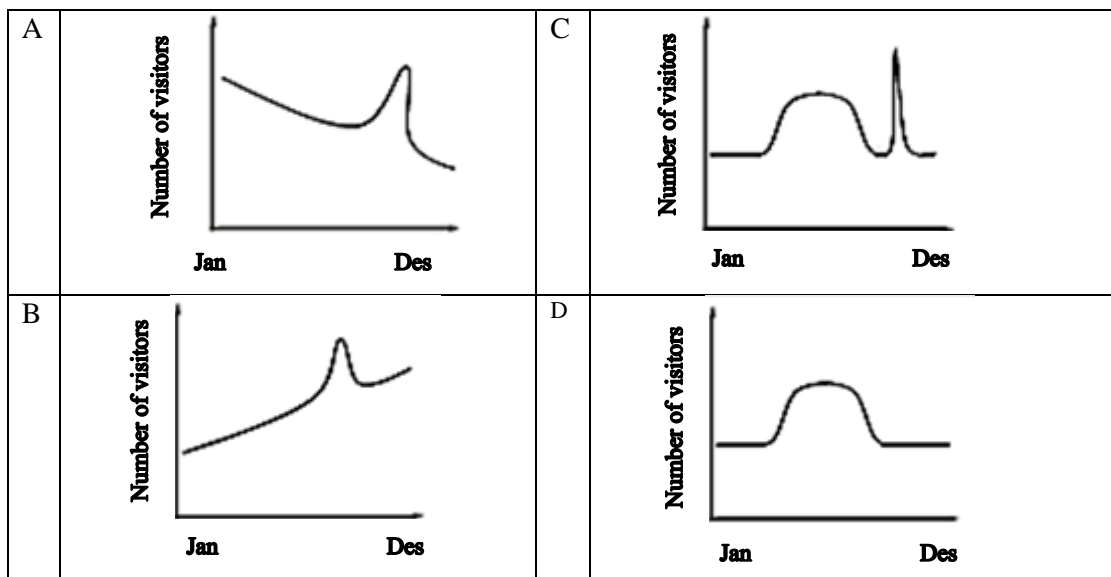 A
Number of visitors
Jan Des
C
Number of visitors
Jan Des
B
Number of visitors
Jan Des
D
Number of visitors
Jan Des